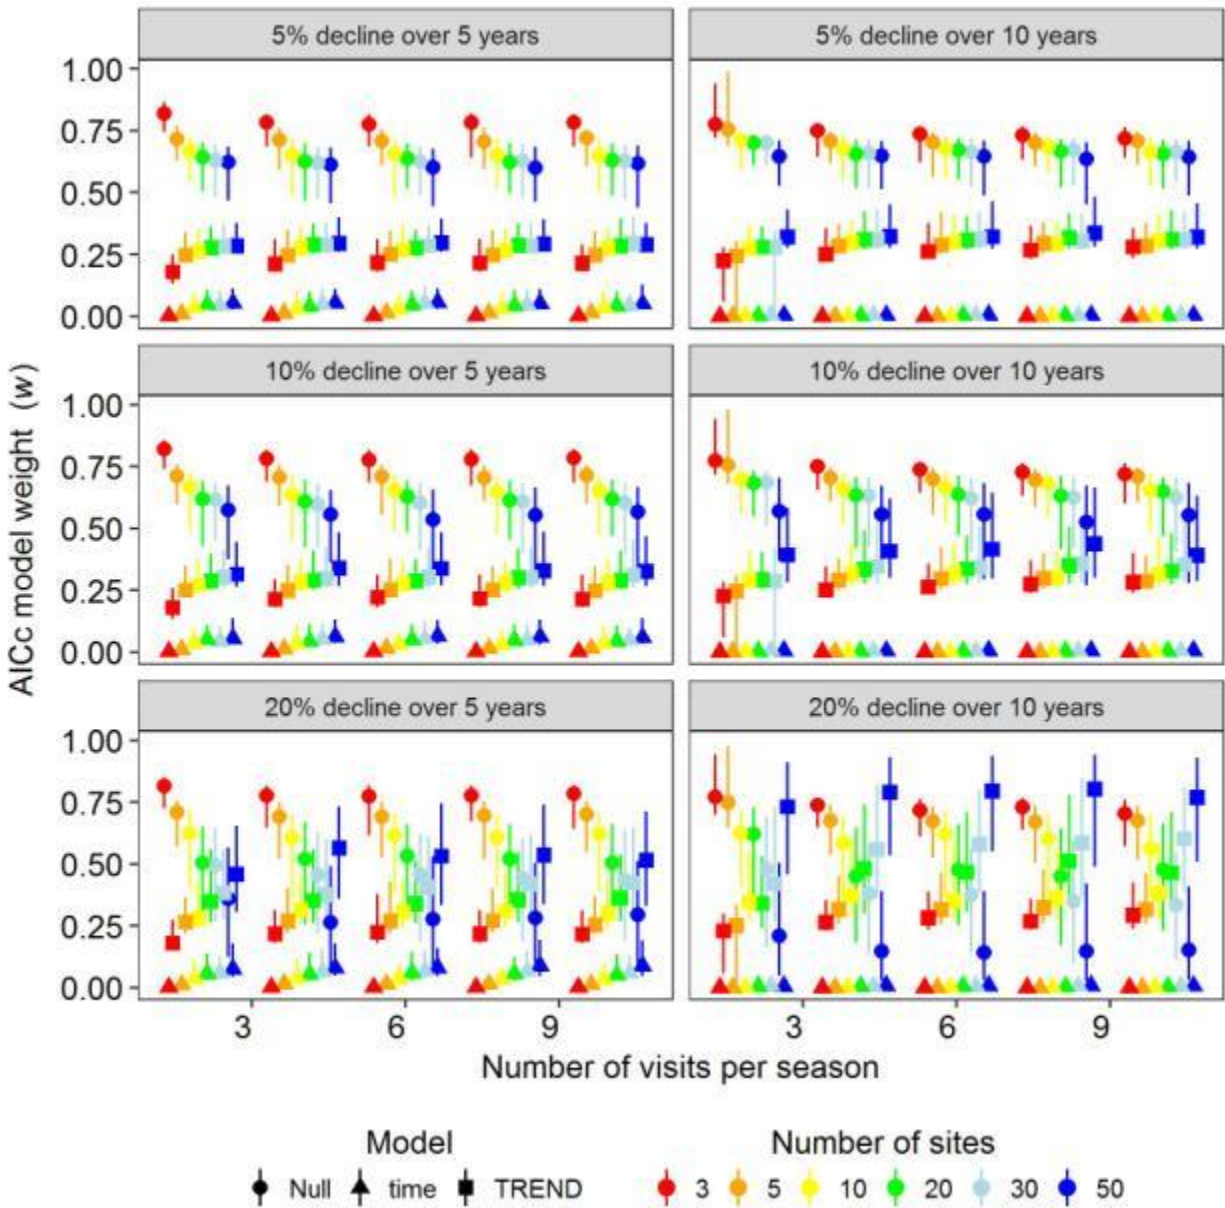 5% decline over 5 years
5% decline over 10 years
1.00
0.75
0.50
0.25
0.00
10% decline over 5 years
10% decline over 10 years
1.00
0.75
0.50
0.25
0.00
20% decline over 5 years
20% decline over 10 years
1.00
0.75
0.50
0.25
0.00
AICc model weight (w)
3 6 9
3 6 9
Number of visits per season
Model
Null time TREND
Number of sites
3 5 10 20 30 50